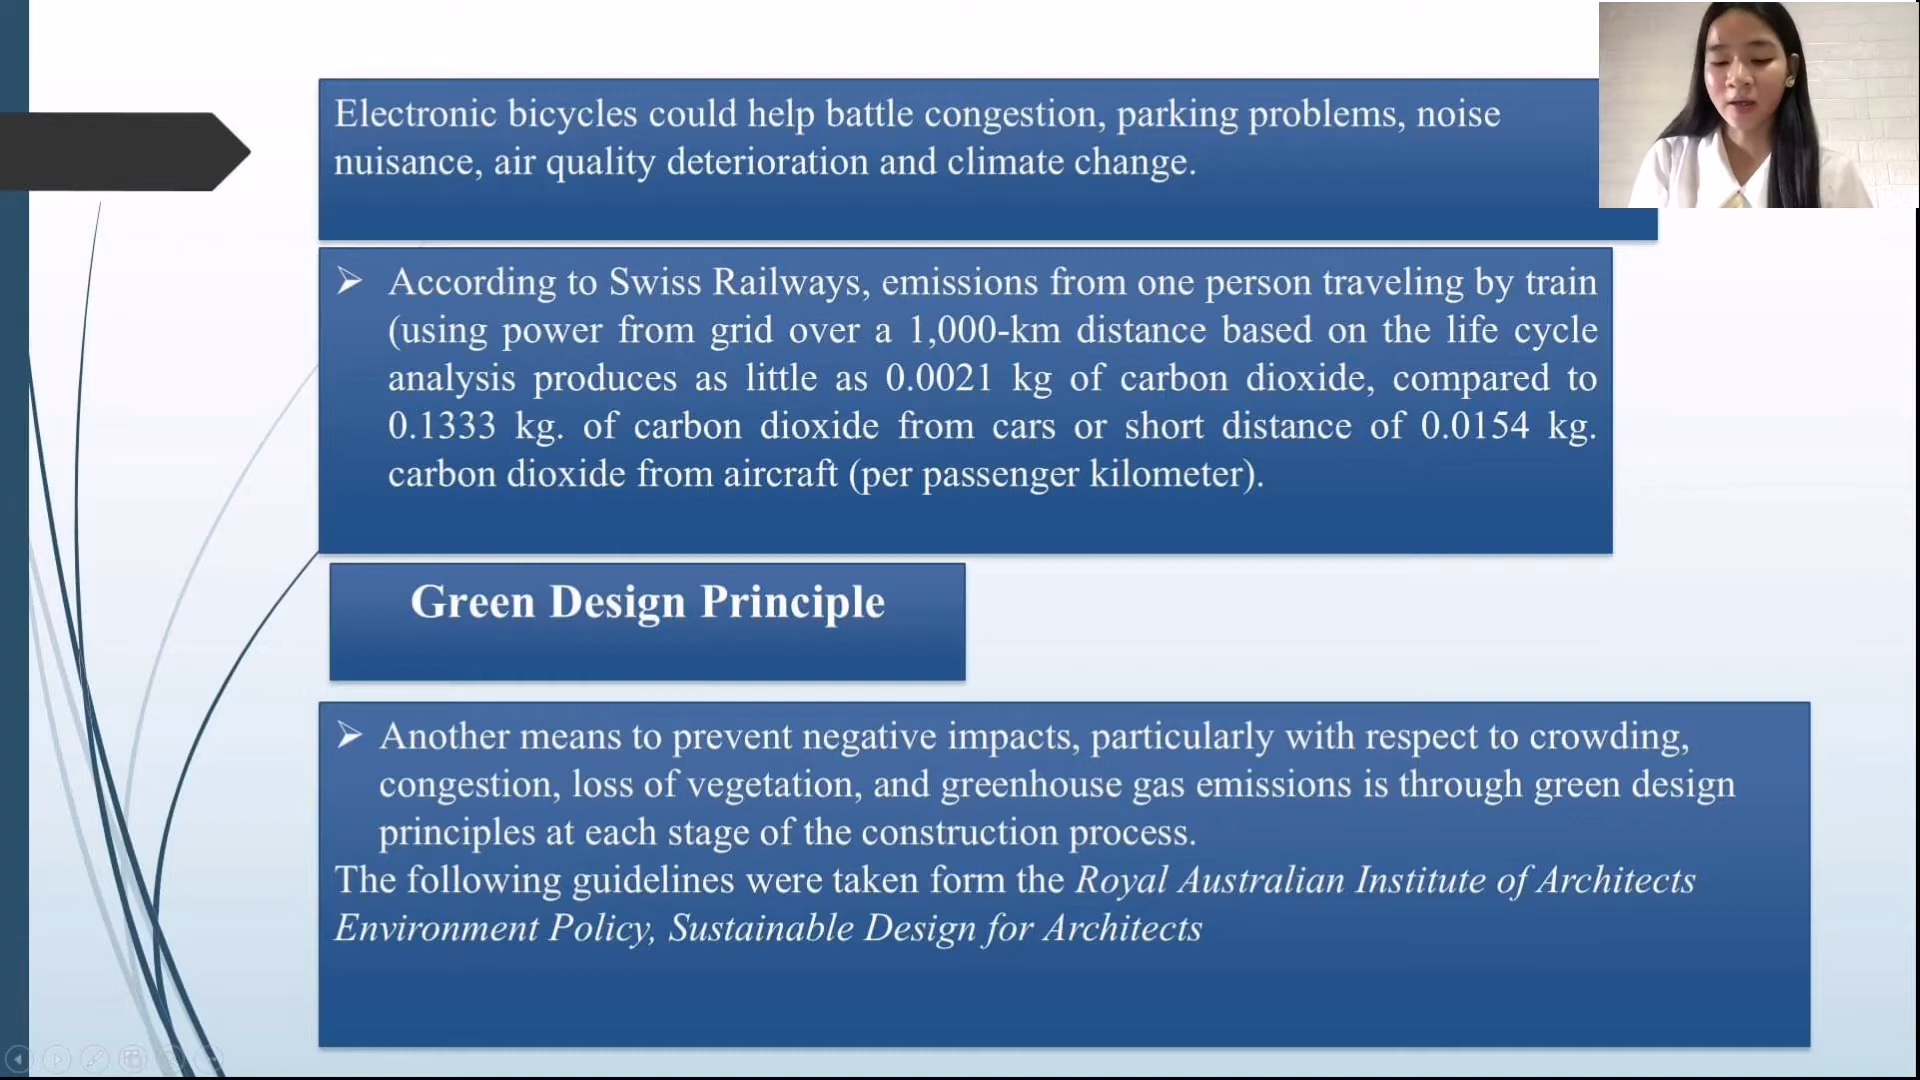 Electronic bicycles could help battle congestion, parking problems, noise
nuisance, air quality deterioration and climate change.
According to Swiss Railways, emissions from one person traveling by train
(using power from grid over a 1,000-km distance based on the life cycle
analysis produces as little as 0.0021 kg of carbon dioxide, compared to
0.1333 kg. of carbon dioxide from cars or short distance of 0.0154 kg.
carbon dioxide from aircraft (per passenger kilometer).
Green Design Principle
Another means to prevent negative impacts, particularly with respect to crowding,
congestion, loss of vegetation, and greenhouse gas emissions is through green design
principles at each stage of the construction process.
The following guidelines were taken form the Royal Australian Institute of Architects
Environment Policy, Sustainable Design for Architects